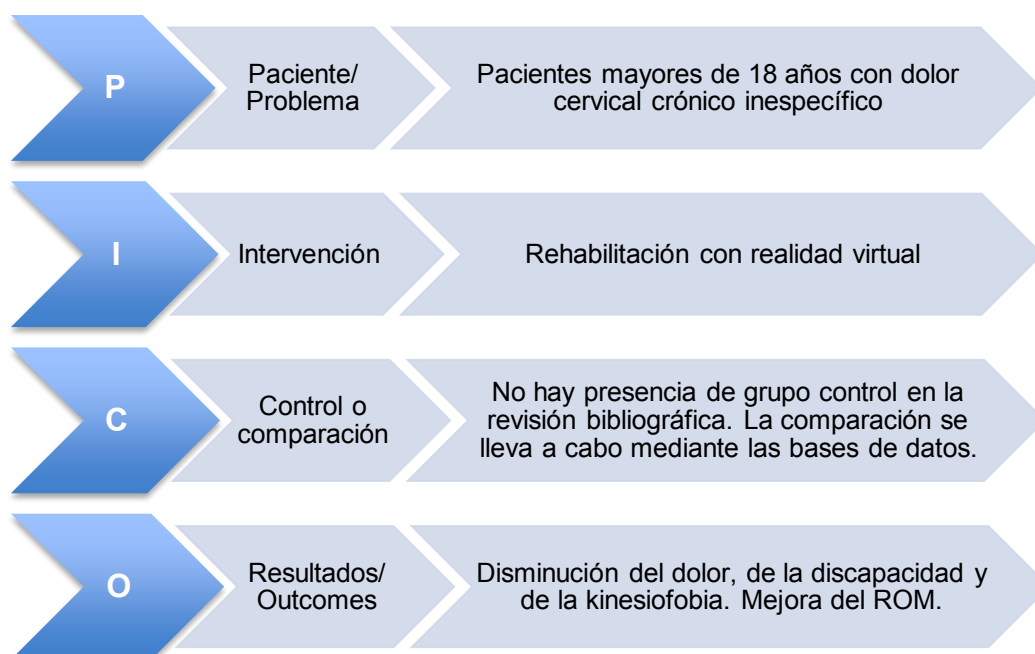 P
Paciente/
Problema
Pacientes mayores de 18 años con dolor
cervical crónico inespecífico
I
Intervención
Rehabilitación con realidad virtual
C
Control o
comparación
No hay presencia de grupo control en la
revisión bibliográfica. La comparación se
lleva a cabo mediante las bases de datos.
O
Resultados/
Outcomes
Disminución del dolor, de la discapacidad y
de la kinesiofobia. Mejora del ROM.